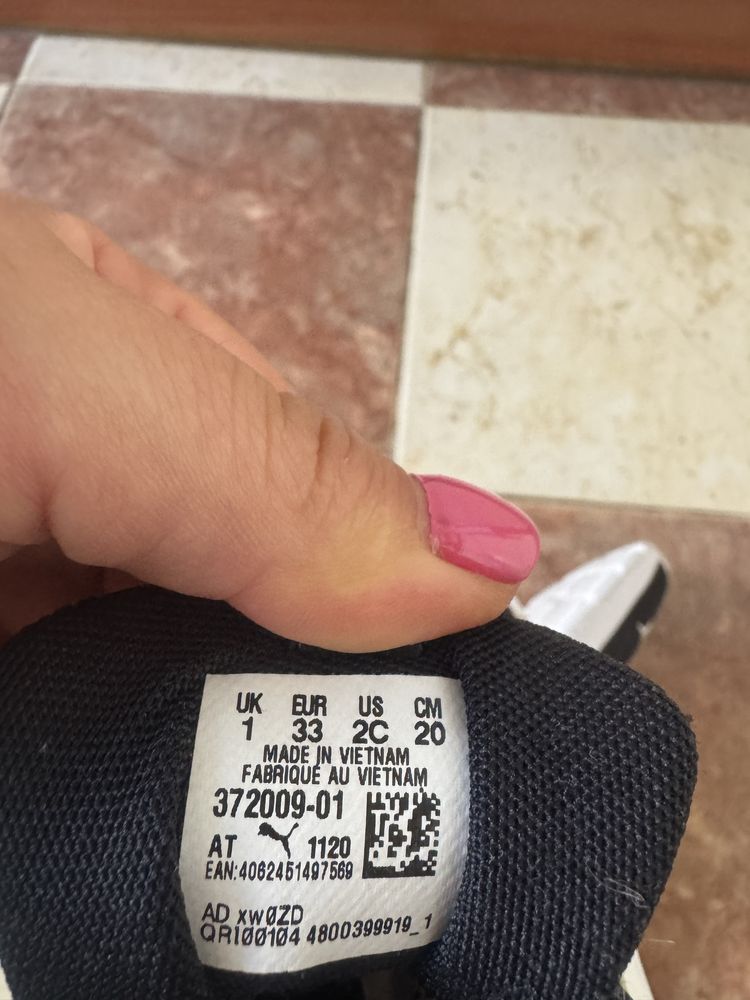 UK EUR US CM
1 33 2C 20
MADE IN VIETNAM
FABRIQUÉ AU VIETNAM
372009-01
AT 1120
EAN:4062451497569
AD xwØZD
QR100104 4800399919_1